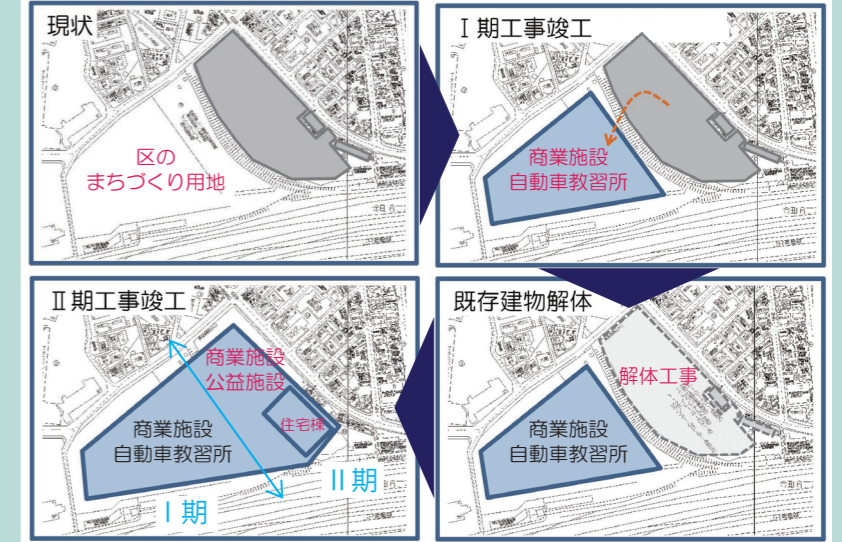 現状
区の
まちづくり用地
Ⅰ期工事竣工
商業施設
自動車教習所
Ⅱ期工事竣工
商業施設
公益施設
住宅棟
商業施設
自動車教習所
Ⅰ期
Ⅱ期
既存建物解体
解体工事
商業施設
自動車教習所